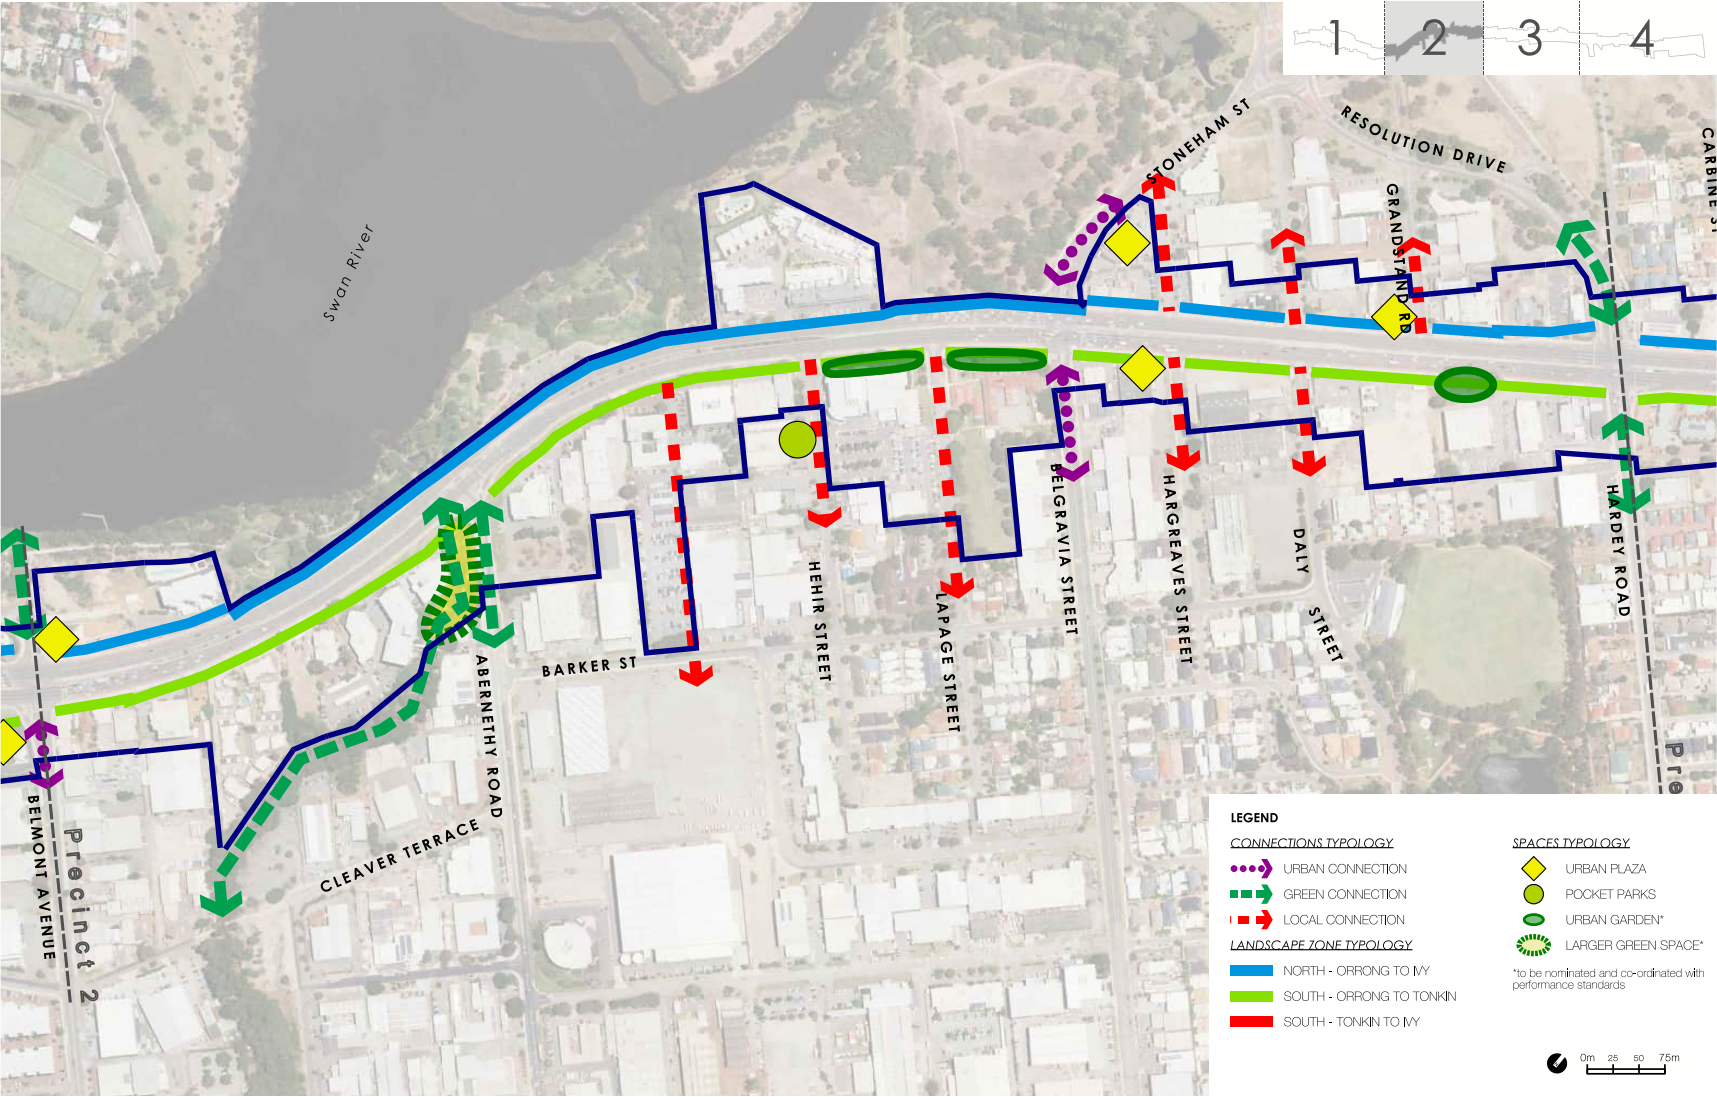 1 2 3 4
STONEHAM ST
RESOLUTION DRIVE
GRANDSTAND RD
CARBINE ST
Swan River
BELGRAVIA STREET
HARGREAVES STREET
DALY STREET
HARDEY ROAD
HEHIR STREET
LAPAGE STREET
BARKER ST
ABERNETHY ROAD
CLEAVER TERRACE
BELMONT AVENUE
Precinct 2
Pre
LEGEND
CONNECTIONS TYPOLOGY
URBAN CONNECTION
GREEN CONNECTION
LOCAL CONNECTION
LANDSCAPE ZONE TYPOLOGY
NORTH - ORRONG TO IVY
SOUTH - ORRONG TO TONKIN
SOUTH - TONKIN TO IVY
SPACES TYPOLOGY
URBAN PLAZA
POCKET PARKS
URBAN GARDEN*
LARGER GREEN SPACE*
*to be nominated and co-ordinated with
performance standards
0m 25 50 75m